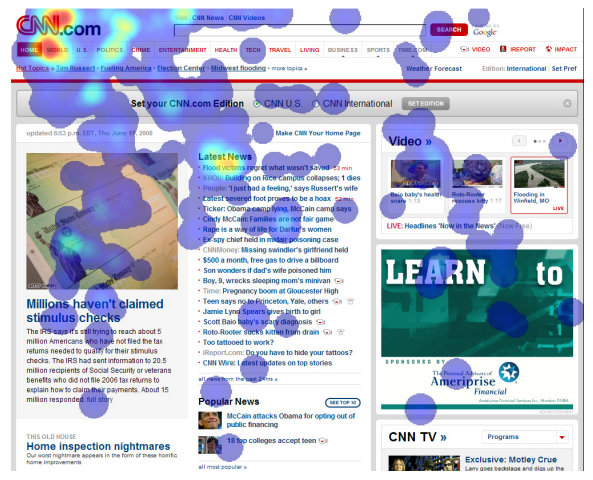 CNN.com
Web CNN News CNN Videos
SEARCH
Google
HOME WORLD U.S. POLITICS CRIME ENTERTAINMENT HEALTH TECH TRAVEL LIVING BUSINESS SPORTS TIME.COM VIDEO IREPORT IMPACT
Hot Topics » Tim Russert • Fueling America • Election Center • Midwest flooding • more topics »
Weather Forecast
Edition: International | Set Pref
Set your CNN.com Edition CNN U.S. CNN International SET EDITION
updated 6:53 p.m. EDT, Thu June 19, 2008
Make CNN Your Home Page
Millions haven't claimed
stimulus checks
The IRS says it's still trying to reach about 5
million Americans who have not filed the tax
returns needed to qualify for their stimulus
checks. The IRS had sent information to 20.5
million recipients of Social Security or veterans
benefits who did not file 2006 tax returns to
explain how to claim their payments. About 15
million responded. full story
THIS OLD HOUSE
Home inspection nightmares
Our worst nightmare appears in the form of these horrific
home improvements
Latest News
Flood victims regret what wasn't saved 53 min
KHOU: Building on Rice campus collapses; 1 dies
People: 'I just had a feeling,' says Russert's wife
Latest severed foot proves to be a hoax 52 min
Ticker: Obama campfying, McCain camp says
Cindy McCain: Families are not fair game
Rape is a way of life for Darfur's women
Ex-spy chief held in midair poisoning case
CNNMoney: Missing swindler's girlfriend held
$500 a month, free gas to drive a billboard
Son wonders if dad's wife poisoned him
Boy, 9, wrecks sleeping mom's minivan
Time: Pregnancy boom at Gloucester High
Teen says no to Princeton, Yale, others
Jamie Lynn Spears gives birth to girl
Scott Baio baby's scary diagnosis
Roto-Rooter sucks kitten from drain
Too tattooed to work?
iReport.com: Do you have to hide your tattoos?
CNN Wire: Latest updates on top stories
all news from the past 24hrs »
Popular News
SEE TOP 10
McCain attacks Obama for opting out of
public financing
18 top colleges accept teen
all most popular »
Video »
Baio baby's health
scare 1:13
Roto-Rooter
rescues kitty 1:17
Flooding in
Winfield, MO
LIVE
LIVE: Headlines 'Now in the News' (Now Free)
LEARN to
SPONSORED BY
The Personal Advisors of
Ameriprise
Financial
Ameriprise Financial Services Inc., Member FINRA
ADVERTISEMENT
CNN TV »
Programs
Exclusive: Motley Crue
Larry goes backstage and digs up the